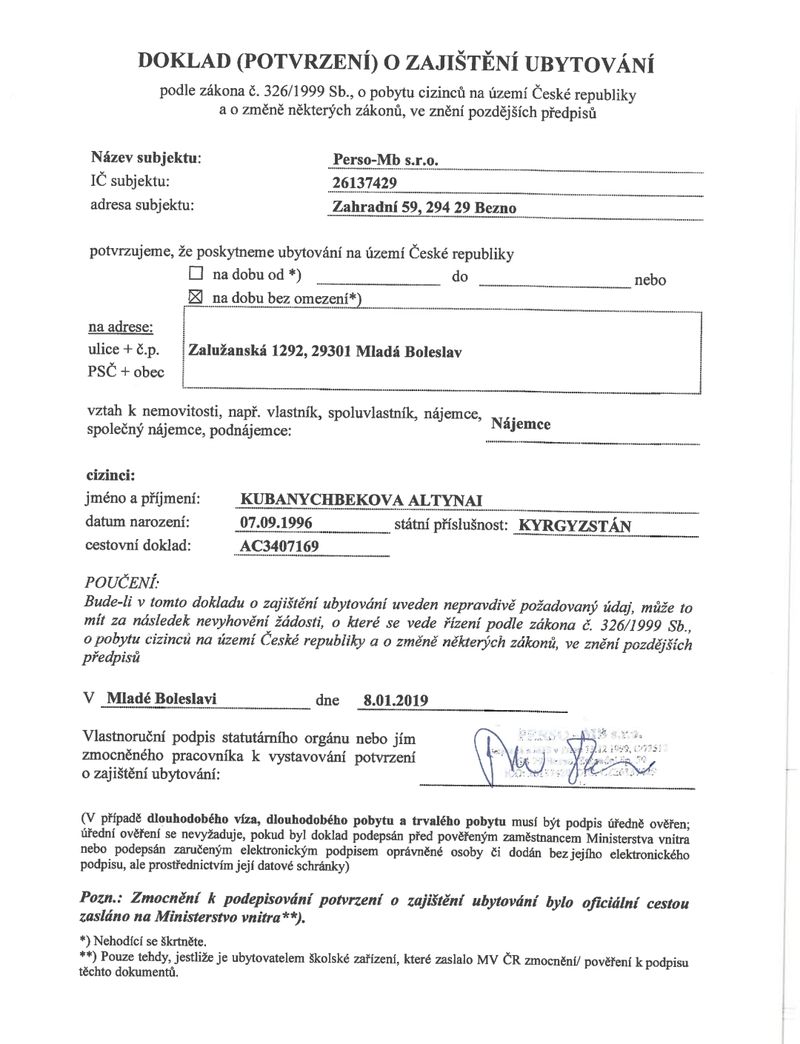 DOKLAD (POTVRZENÍ) O ZAJIŠTĚNÍ UBYTOVÁNÍ
podle zákona č. 326/1999 Sb., o pobytu cizinců na území České republiky
a o změně některých zákonů, ve znění pozdějších předpisů
Název subjektu: Perso-Mb s.r.o.
IČ subjektu: 26137429
adresa subjektu: Zahradní 59, 294 29 Bezno
potvrzujeme, že poskytneme ubytování na území České republiky
☐ na dobu od *) do nebo
☒ na dobu bez omezení*)
na adrese:
ulice + č.p. Zalužanská 1292, 29301 Mladá Boleslav
PSČ + obec
vztah k nemovitosti, např. vlastník, spoluvlastník, nájemce, Nájemce
společný nájemce, podnájemce:
cizinci:
jméno a příjmení: KUBANYCHBEKOVA ALTYNAI
datum narození: 07.09.1996 státní příslušnost: KYRGYZSTÁN
cestovní doklad: AC3407169
POUČENÍ:
Bude-li v tomto dokladu o zajištění ubytování uveden nepravdivě požadovaný údaj, může to
mít za následek nevyhovění žádosti, o které se vede řízení podle zákona č. 326/1999 Sb.,
o pobytu cizinců na území České republiky a o změně některých zákonů, ve znění pozdějších
předpisů
V Mladé Boleslavi dne 8.01.2019
Vlastnoruční podpis statutárního orgánu nebo jím
zmocněného pracovníka k vystavování potvrzení
o zajištění ubytování:
(V případě dlouhodobého víza, dlouhodobého pobytu a trvalého pobytu musí být podpis úředně ověřen;
úřední ověření se nevyžaduje, pokud byl doklad podepsán před pověřeným zaměstnancem Ministerstva vnitra
nebo podepsán zaručeným elektronickým podpisem oprávněné osoby či dodán bez jejího elektronického
podpisu, ale prostřednictvím její datové schránky)
Pozn.: Zmocnění k podepisování potvrzení o zajištění ubytování bylo oficiální cestou
zasláno na Ministerstvo vnitra**).
*) Nehodící se škrtněte.
**) Pouze tehdy, jestliže je ubytovatelem školské zařízení, které zaslalo MV ČR zmocnění/ pověření k podpisu
těchto dokumentů.